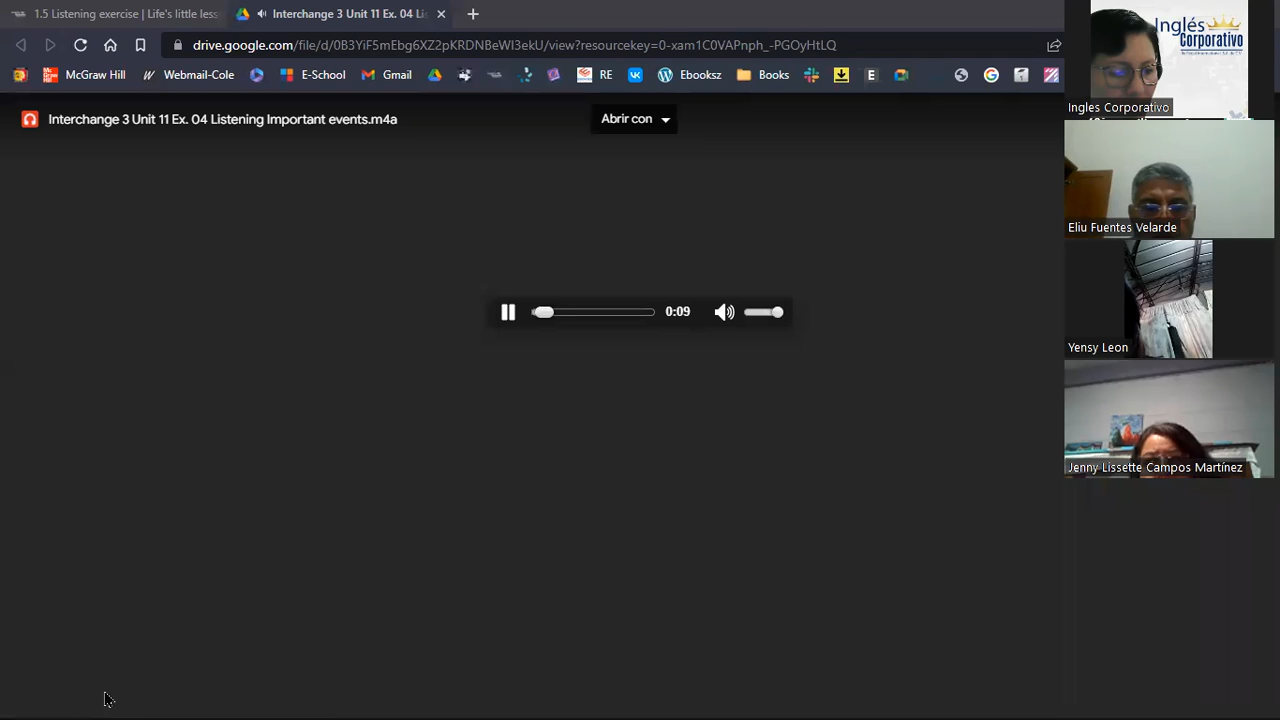 1.5 Listening exercise | Life's little less
Interchange 3 Unit 11 Ex. 04 Lis
drive.google.com/file/d/0B3YiF5mEbg6XZ2pKRDNBeWI3ekU/view?resourcekey=0-xam1C0VAPnph_-PGOyHtLQ
McGraw Hill
Webmail-Cole
E-School
Gmail
RE
Ebooksz
Books
E
Interchange 3 Unit 11 Ex. 04 Listening Important events.m4a
Abrir con
0:09
Inglés
Corporativo
Ingles Corporativo
Eliu Fuentes Velarde
Yensy Leon
Jenny Lissette Campos Martínez